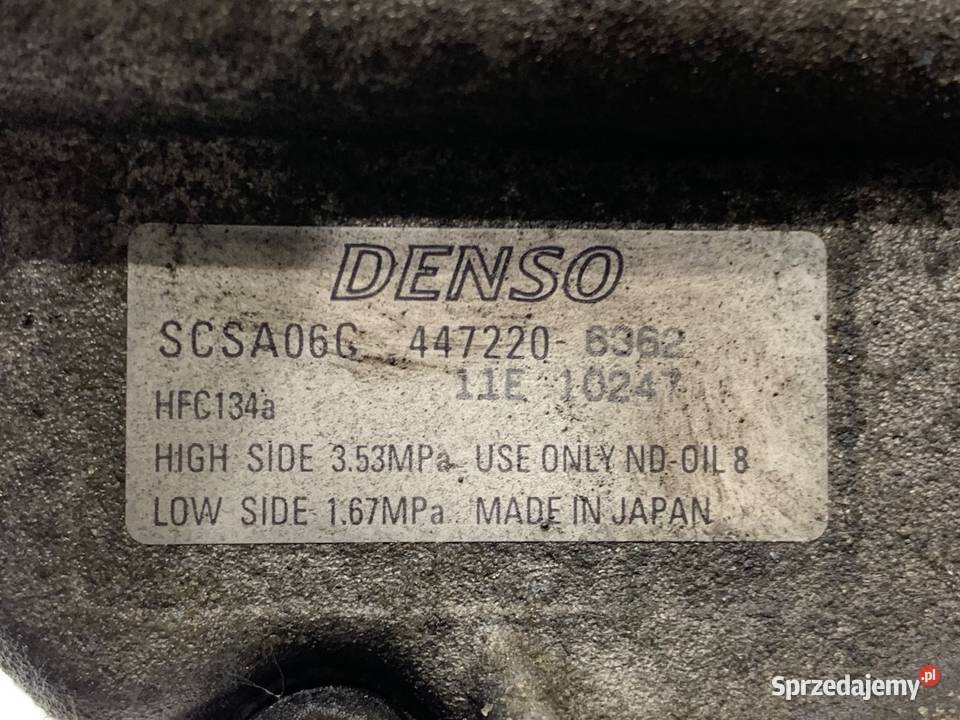 DENSO
SCSA06C 447220-6362
11E 10247
HFC134a
HIGH SIDE 3.53MPa USE ONLY ND-OIL 8
LOW SIDE 1.67MPa MADE IN JAPAN
Sprzedajemy.pl